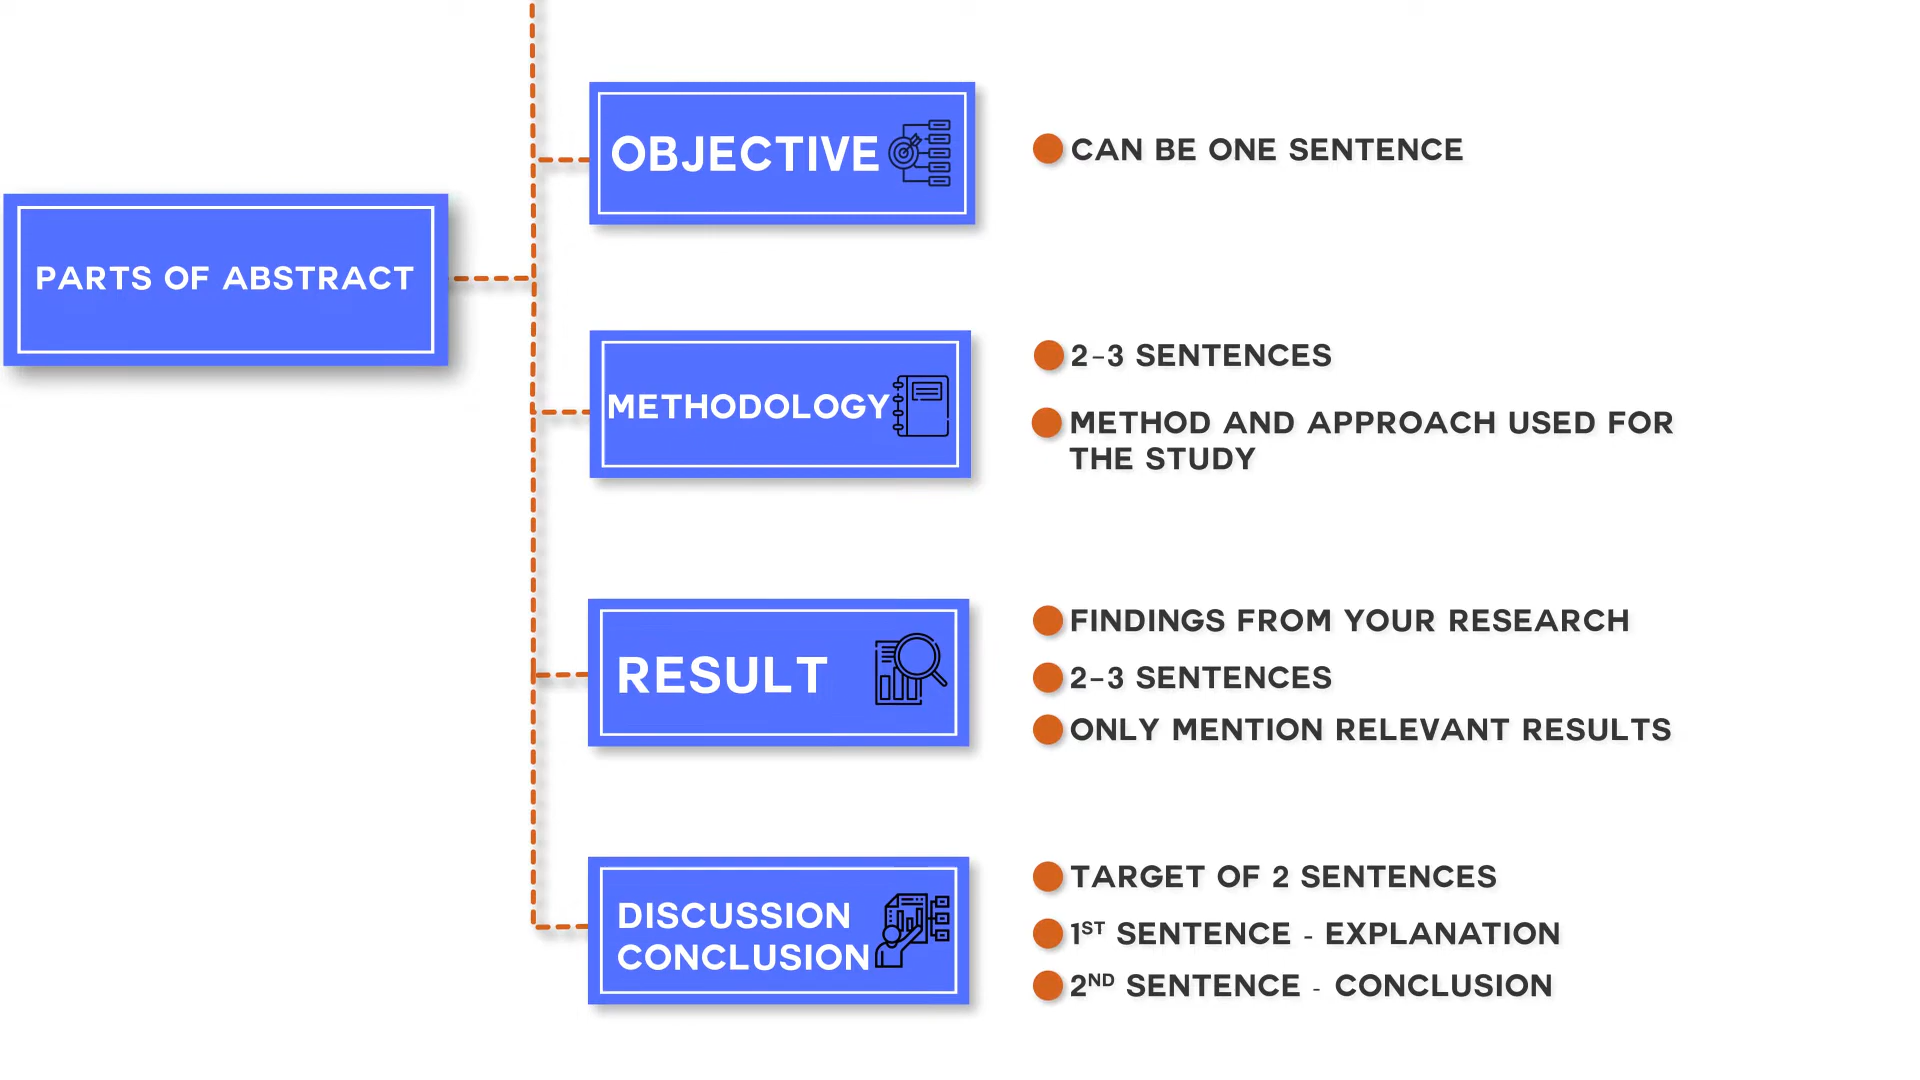 PARTS OF ABSTRACT
OBJECTIVE
CAN BE ONE SENTENCE
METHODOLOGY
2-3 SENTENCES
METHOD AND APPROACH USED FOR
THE STUDY
RESULT
FINDINGS FROM YOUR RESEARCH
2-3 SENTENCES
ONLY MENTION RELEVANT RESULTS
DISCUSSION
CONCLUSION
TARGET OF 2 SENTENCES
1ST SENTENCE - EXPLANATION
2ND SENTENCE - CONCLUSION